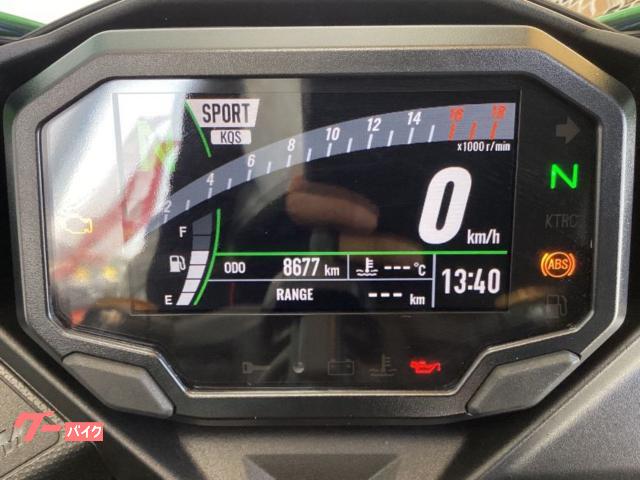 SPORT
KQS
2 4 6 8 10 12 14 16 18
x1000 r/min
N
0
km/h
KTRC
F
ABS
ODO 8677 km
--- °C
13:40
E
RANGE --- km
グーバイク